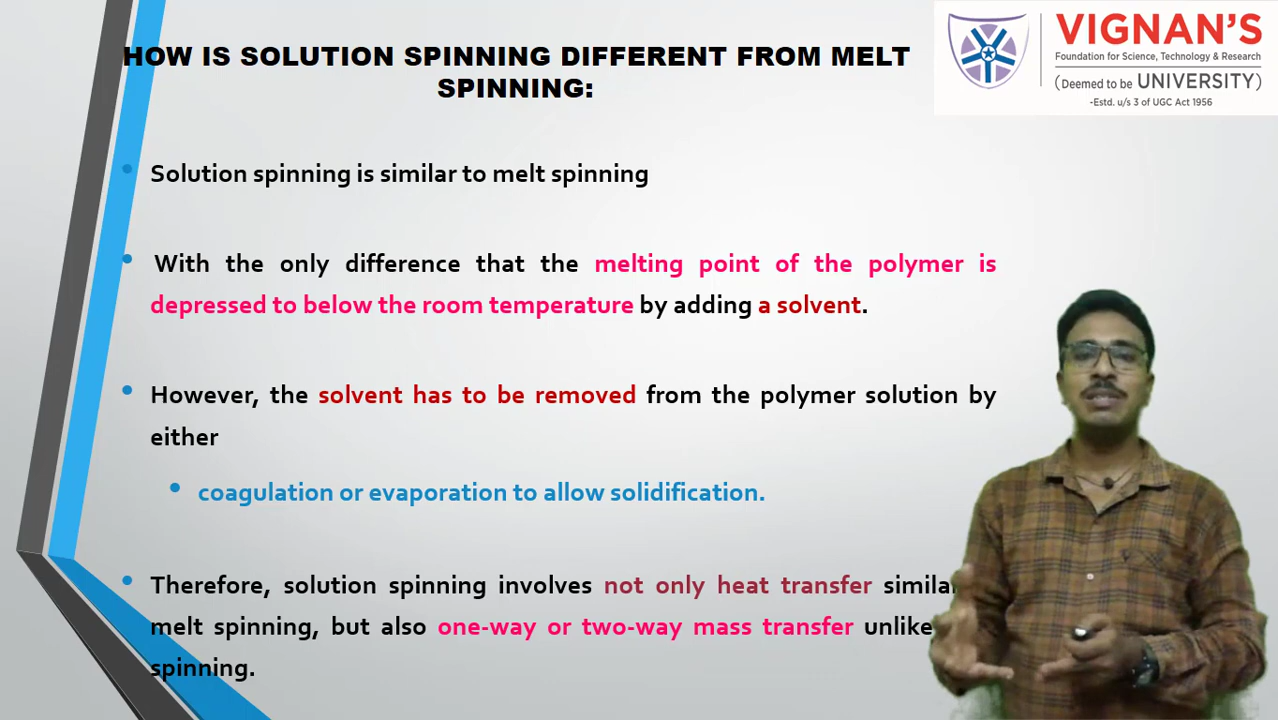 HOW IS SOLUTION SPINNING DIFFERENT FROM MELT
SPINNING:
VIGNAN'S
Foundation for Science, Technology & Research
(Deemed to be UNIVERSITY)
-Estd. u/s 3 of UGC Act 1956
• Solution spinning is similar to melt spinning
• With the only difference that the melting point of the polymer is
depressed to below the room temperature by adding a solvent.
• However, the solvent has to be removed from the polymer solution by
either
• coagulation or evaporation to allow solidification.
• Therefore, solution spinning involves not only heat transfer
melt spinning, but also one-way or two-way mass transfer unlike
spinning.